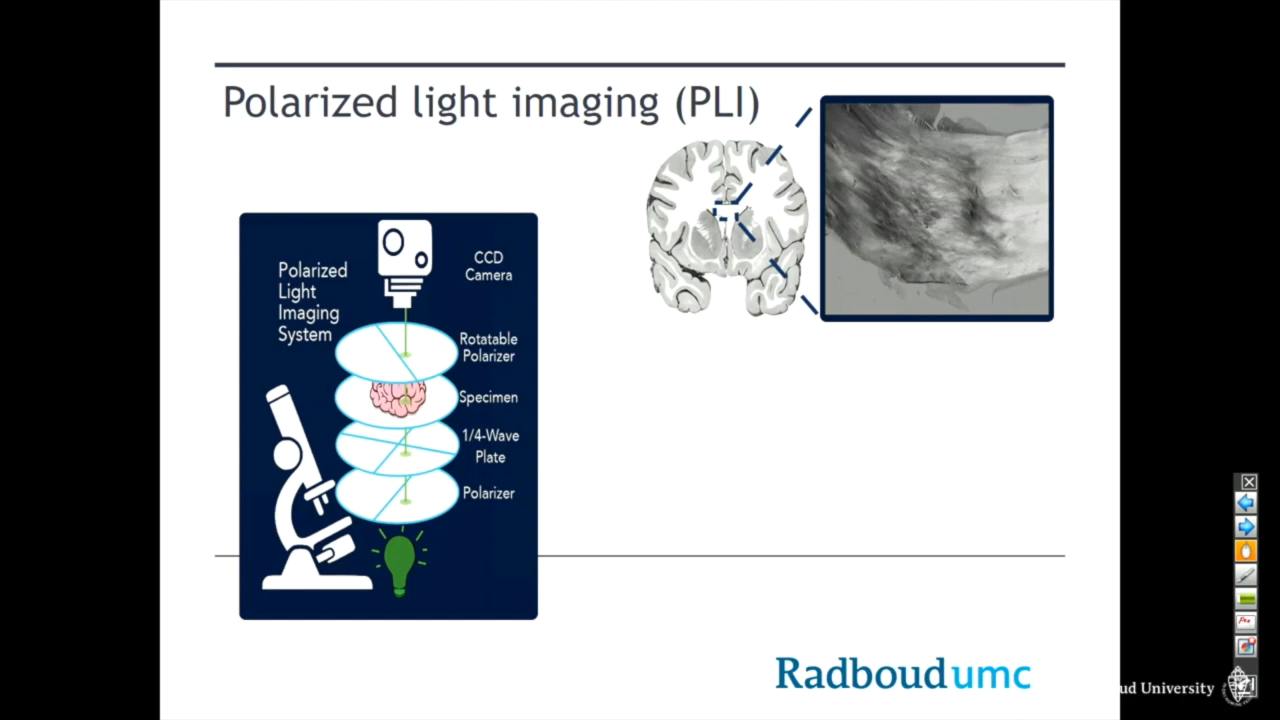 Polarized light imaging (PLI)
Polarized
Light
Imaging
System
CCD
Camera
Rotatable
Polarizer
Specimen
1/4-Wave
Plate
Polarizer
Radboudumc
ud University